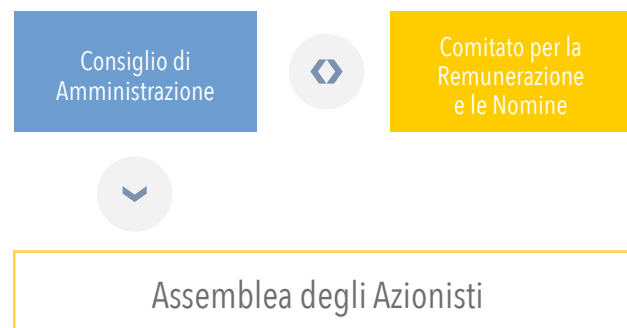 Consiglio di
Amministrazione
Comitato per la
Remunerazione
e le Nomine
Assemblea degli Azionisti